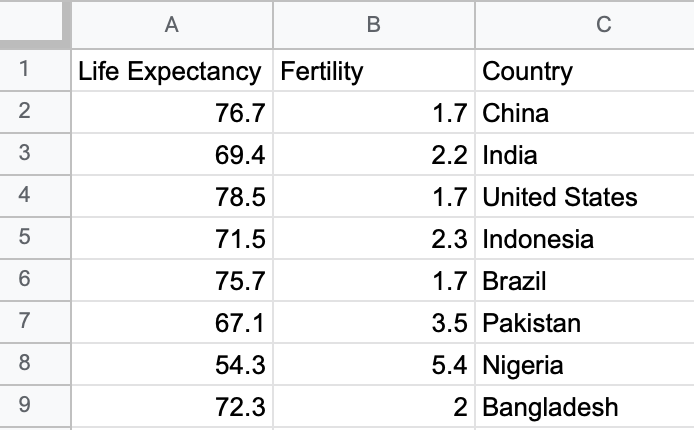 A B C
1 Life Expectancy Fertility Country
2 76.7 1.7 China
3 69.4 2.2 India
4 78.5 1.7 United States
5 71.5 2.3 Indonesia
6 75.7 1.7 Brazil
7 67.1 3.5 Pakistan
8 54.3 5.4 Nigeria
9 72.3 2 Bangladesh